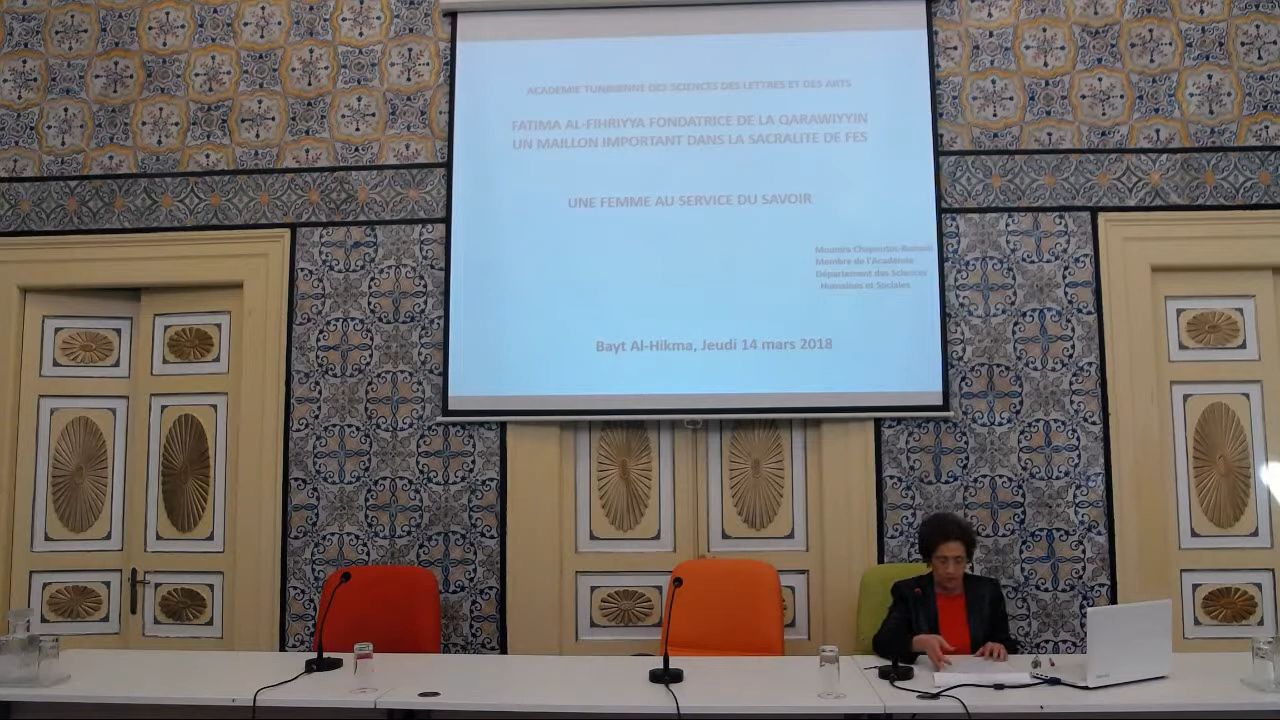 ACADEMIE TUNISIENNE DES SCIENCES DES LETTRES ET DES ARTS
FATIMA AL-FIHRIYYA FONDATRICE DE LA QARAWIYYIN
UN MAILLON IMPORTANT DANS LA SACRALITE DE FES
UNE FEMME AU SERVICE DU SAVOIR
Mounira
Membre de l'Académie
Département des Sciences
Humaines et Sociales
Bayt Al-Hikma, Jeudi 14 mars 2018